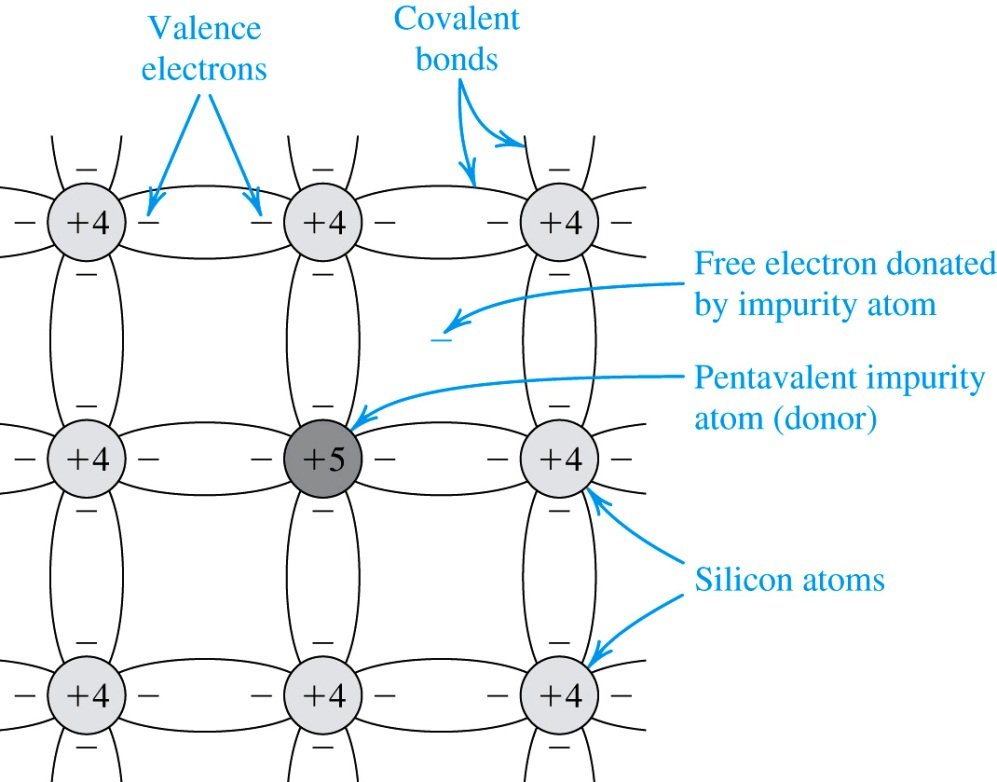 Valence
electrons
Covalent
bonds
+4 +4 +4
Free electron donated
by impurity atom
Pentavalent impurity
atom (donor)
+4 +5 +4
Silicon atoms
+4 +4 +4